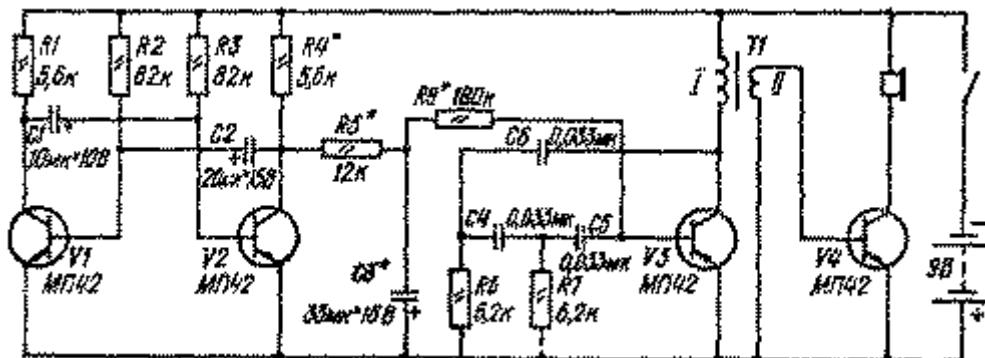 R1
5,6к
R2
82к
R3
82к
R4*
5,6к
C1
+
10мк*10В
C2
+
20мк*15В
R5*
12к
R9* 180к
C6
0,033мк
C4
0,033мк
C5
0,033мк
C3*
33мк*10В
+
R6
6,2к
R7
6,2к
V1
МП42
V2
МП42
V3
МП42
V4
МП42
T1
I
II
9В
+